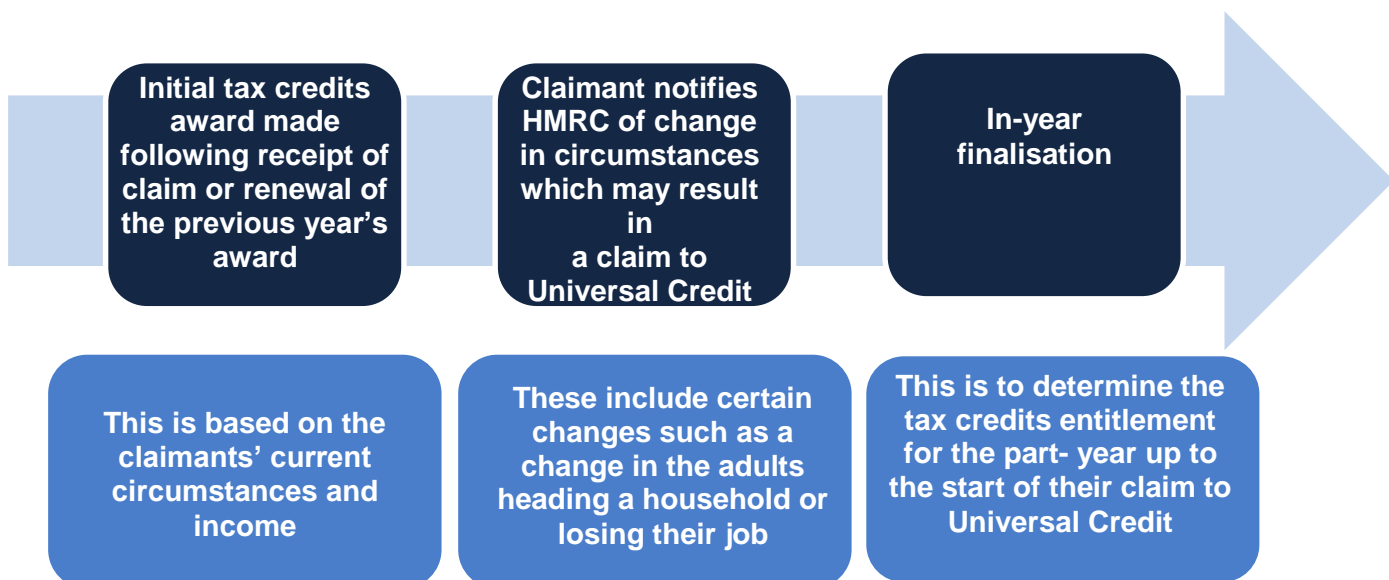 Initial tax credits
award made
following receipt of
claim or renewal of
the previous year’s
award
Claimant notifies
HMRC of change
in circumstances
which may result
in
a claim to
Universal Credit
In-year
finalisation
This is based on the
claimants’ current
circumstances and
income
These include certain
changes such as a
change in the adults
heading a household or
losing their job
This is to determine the
tax credits entitlement
for the part- year up to
the start of their claim to
Universal Credit